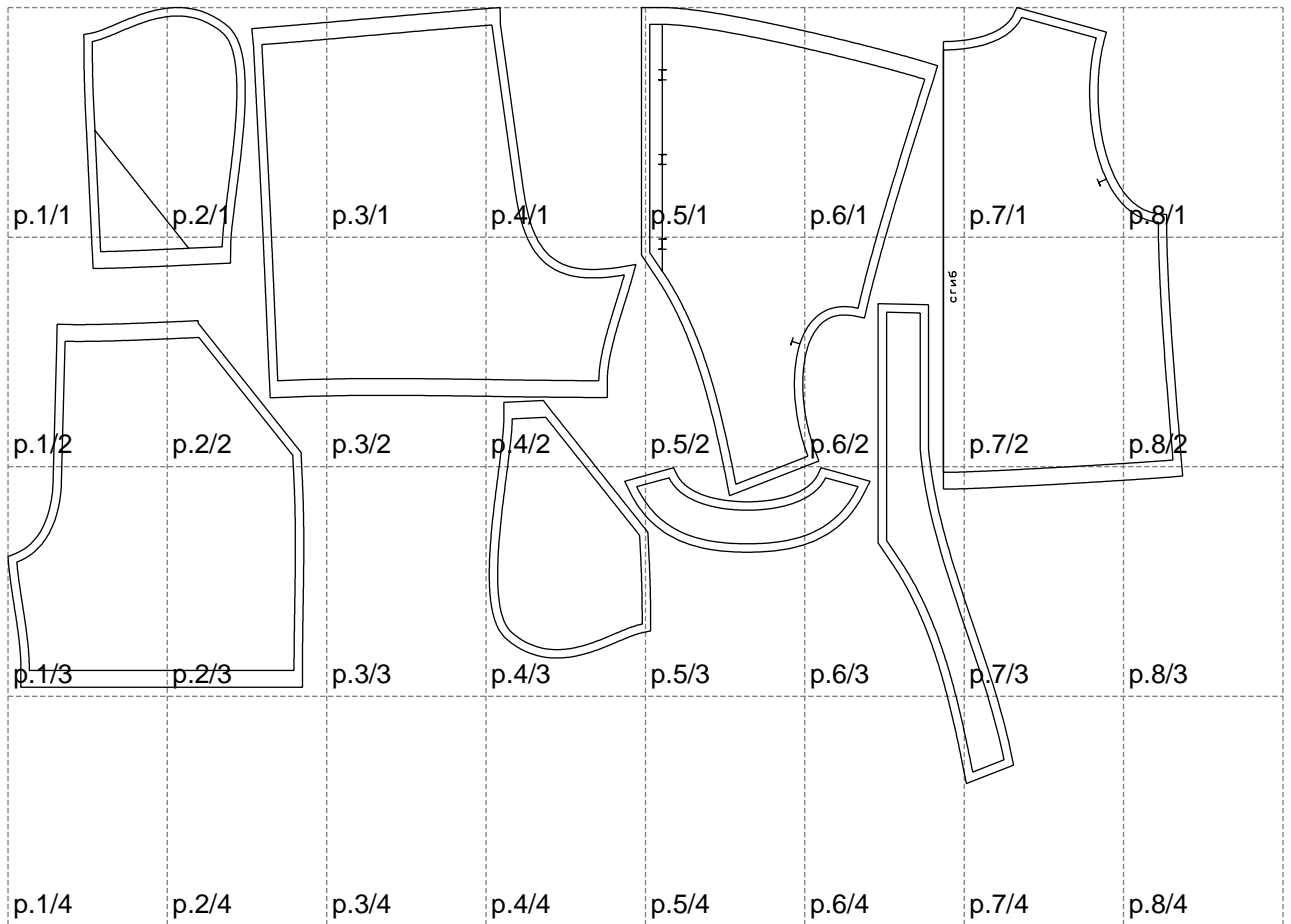 p.1/1 p.2/1 p.3/1 p.4/1 p.5/1 p.6/1 p.7/1 p.8/1
сгиб
p.1/2 p.2/2 p.3/2 p.4/2 p.5/2 p.6/2 p.7/2 p.8/2
p.1/3 p.2/3 p.3/3 p.4/3 p.5/3 p.6/3 p.7/3 p.8/3
p.1/4 p.2/4 p.3/4 p.4/4 p.5/4 p.6/4 p.7/4 p.8/4